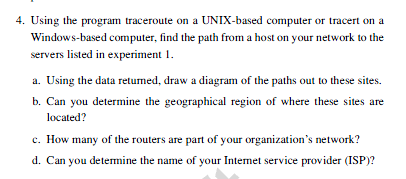 4. Using the program traceroute on a UNIX-based computer or tracert on a
Windows-based computer, find the path from a host on your network to the
servers listed in experiment 1.
a. Using the data returned, draw a diagram of the paths out to these sites.
b. Can you determine the geographical region of where these sites are
located?
c. How many of the routers are part of your organization's network?
d. Can you determine the name of your Internet service provider (ISP)?